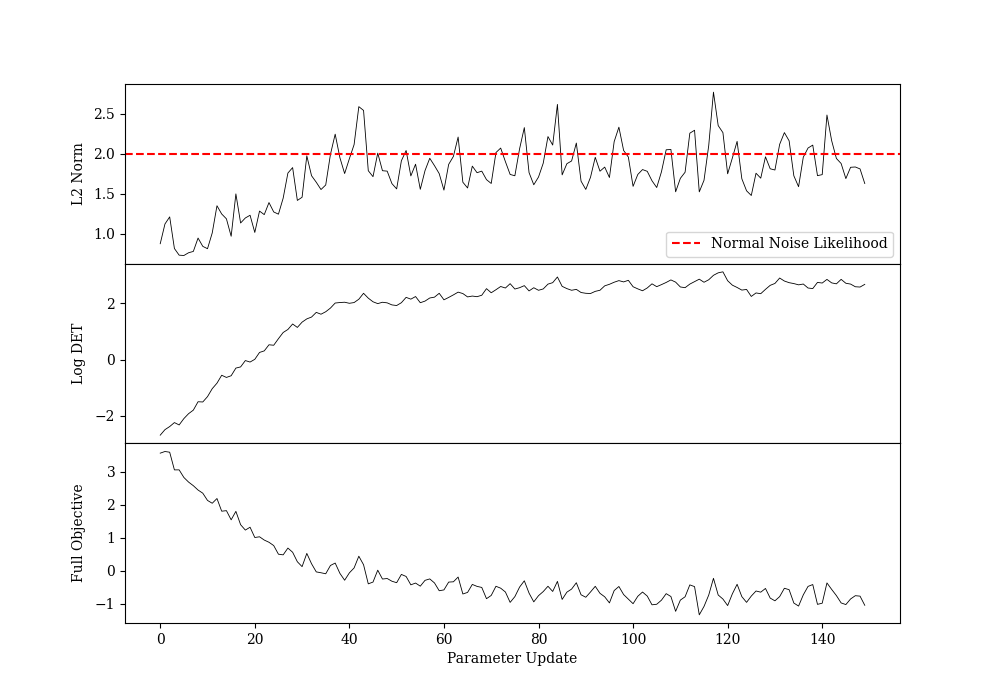 2.5
2.0
1.5
1.0
L2 Norm
Normal Noise Likelihood
2
0
−2
Log DET
3
2
1
0
−1
Full Objective
0 20 40 60 80 100 120 140
Parameter Update